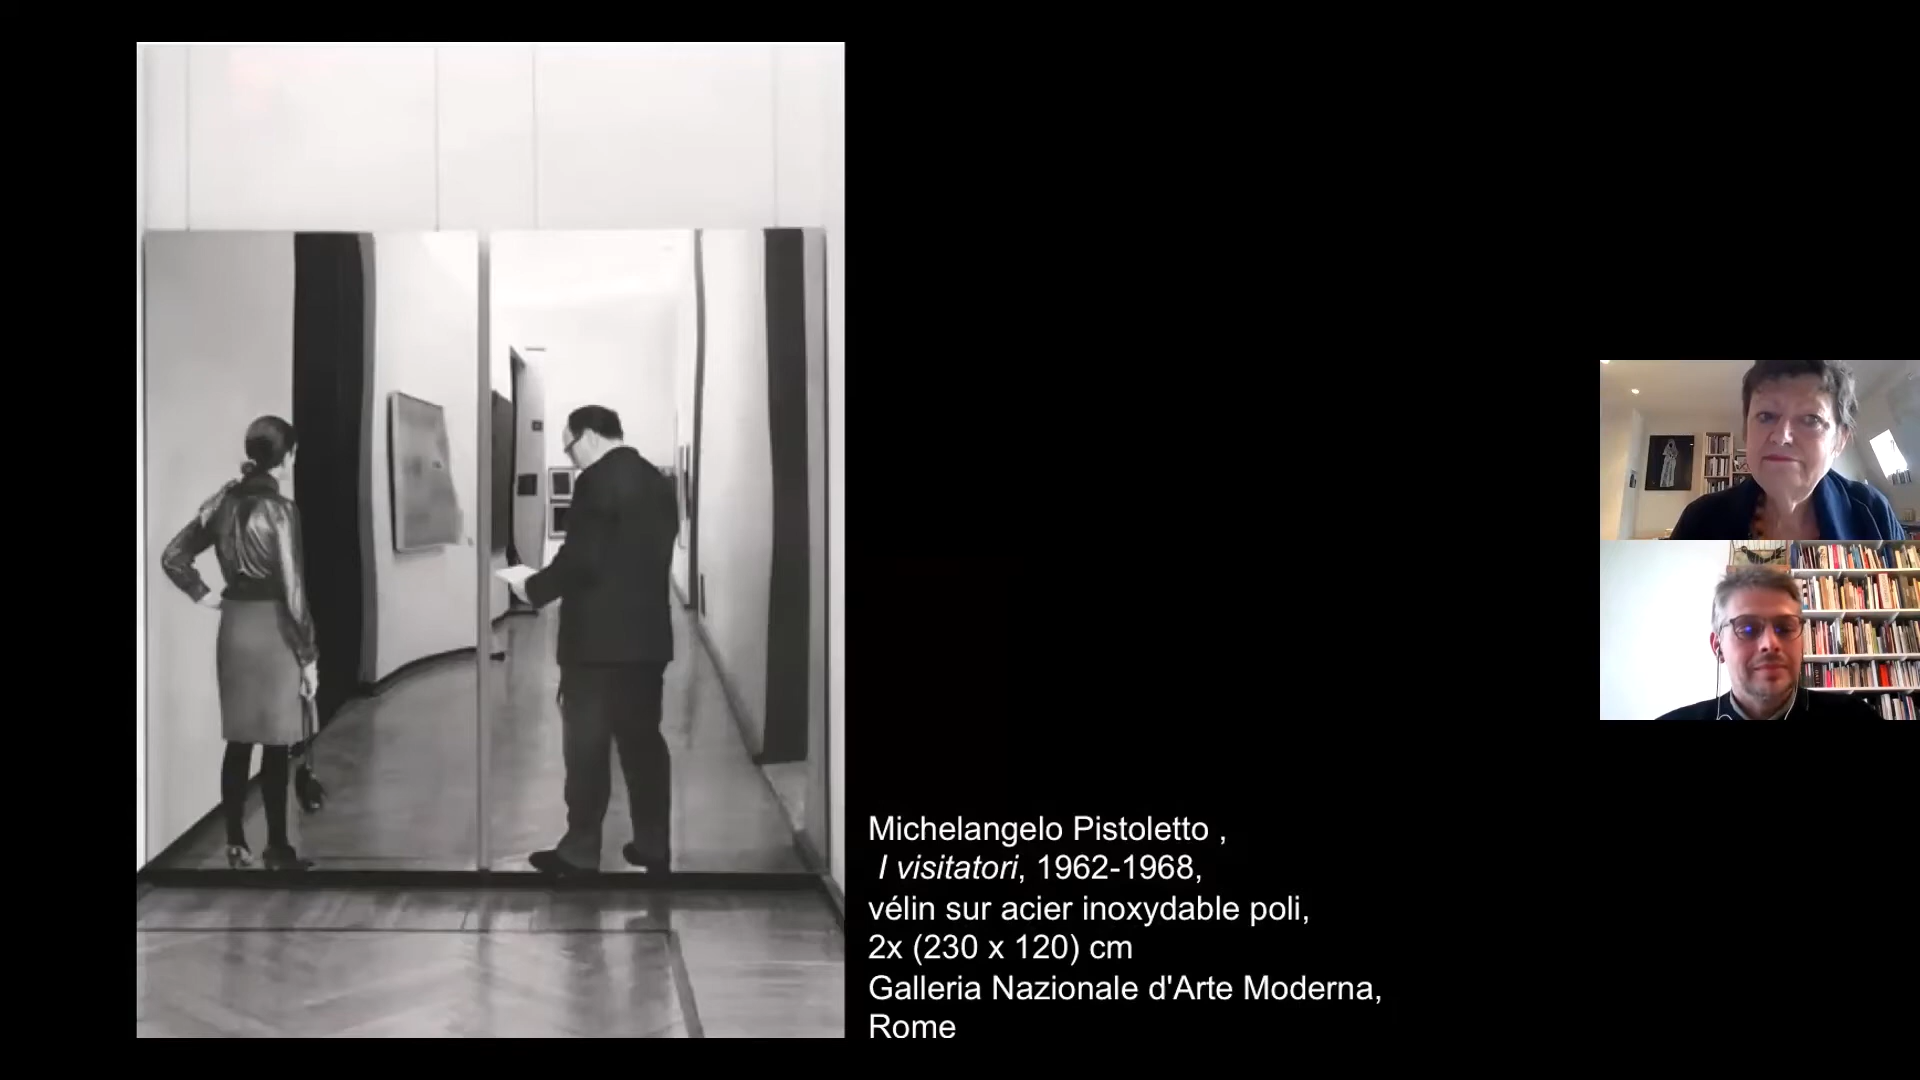 Michelangelo Pistoletto ,
I visitatori, 1962-1968,
vélin sur acier inoxydable poli,
2x (230 x 120) cm
Galleria Nazionale d'Arte Moderna,
Rome